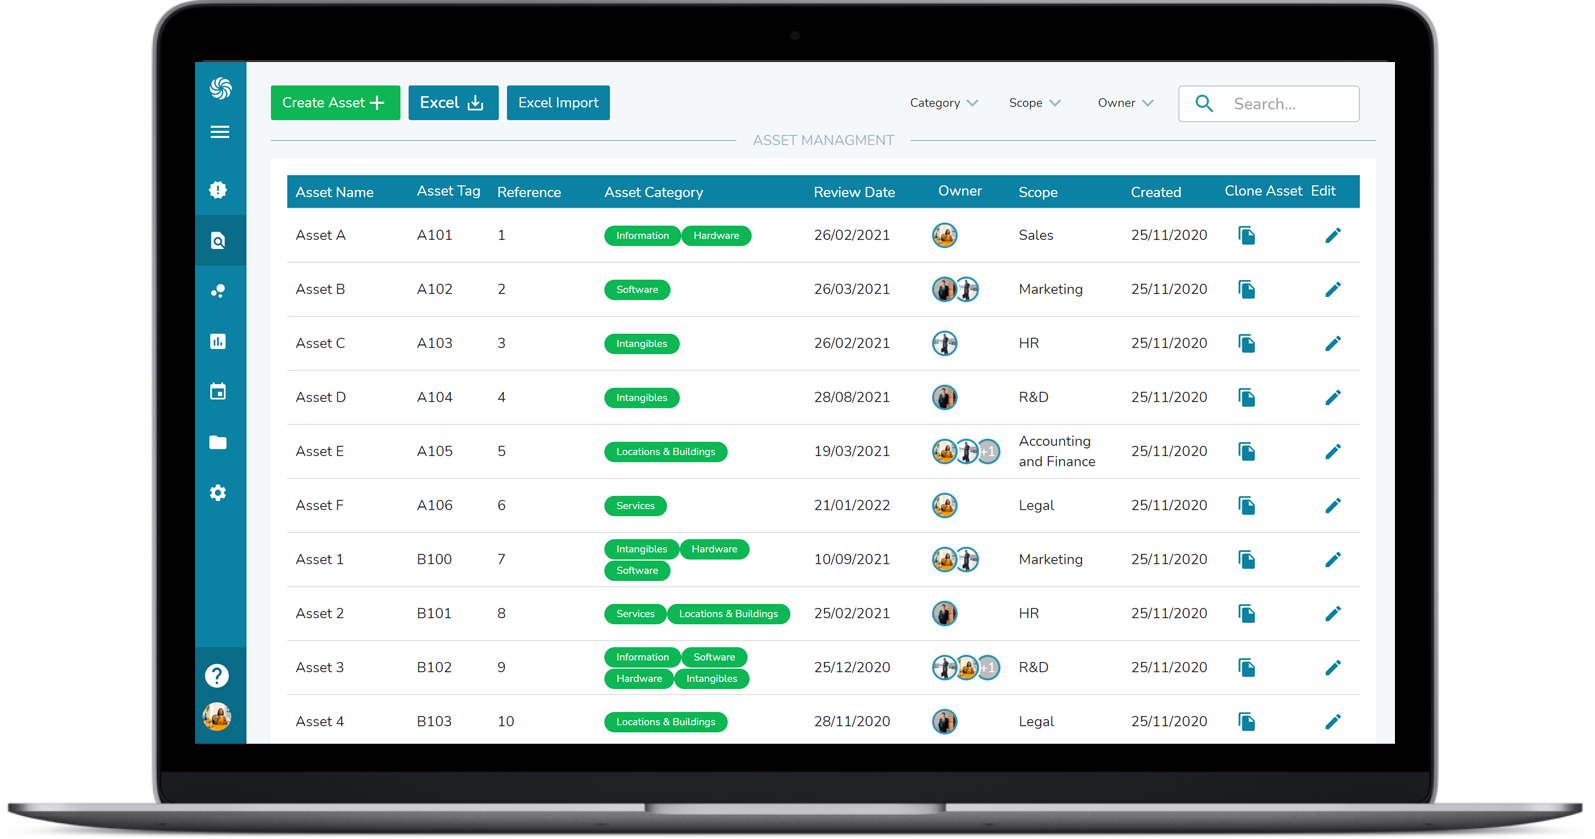 Create Asset
Excel
Excel Import
Category
Scope
Owner
Search...
ASSET MANAGMENT
Asset Name Asset Tag Reference Asset Category Review Date Owner Scope Created Clone Asset Edit
Asset A A101 1 Information Hardware 26/02/2021 Sales 25/11/2020
Asset B A102 2 Software 26/03/2021 Marketing 25/11/2020
Asset C A103 3 Intangibles 26/02/2021 HR 25/11/2020
Asset D A104 4 Intangibles 28/08/2021 R&D 25/11/2020
Asset E A105 5 Locations & Buildings 19/03/2021 +1 Accounting
and Finance 25/11/2020
Asset F A106 6 Services 21/01/2022 Legal 25/11/2020
Asset 1 B100 7 Intangibles Hardware
Software 10/09/2021 Marketing 25/11/2020
Asset 2 B101 8 Services Locations & Buildings 25/02/2021 HR 25/11/2020
Asset 3 B102 9 Information Software
Hardware Intangibles 25/12/2020 +1 R&D 25/11/2020
Asset 4 B103 10 Locations & Buildings 28/11/2020 Legal 25/11/2020